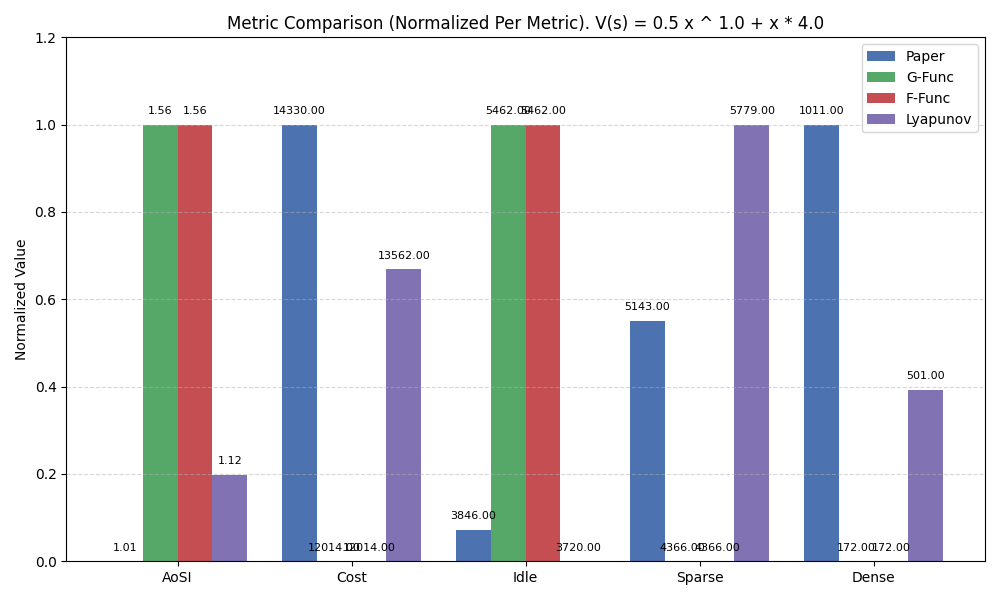 Metric Comparison (Normalized Per Metric). V(s) = 0.5 x ^ 1.0 + x * 4.0
Normalized Value
1.2
1.0
0.8
0.6
0.4
0.2
0.0
Paper
G-Func
F-Func
Lyapunov
1.01
1.56
1.56
1.12
14330.00
12014.00
12014.00
13562.00
3846.00
5462.00
5462.00
3720.00
5143.00
4366.00
4366.00
5779.00
1011.00
172.00
172.00
501.00
AoSI
Cost
Idle
Sparse
Dense